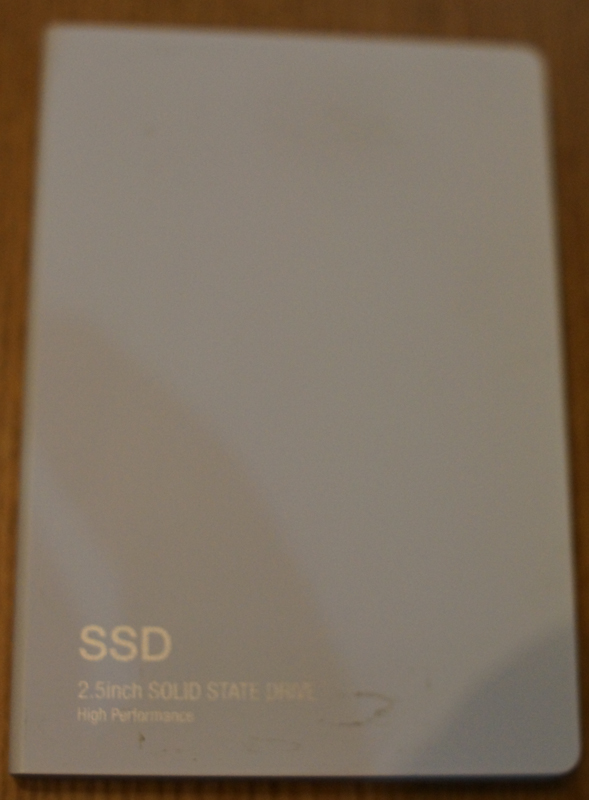 SSD
2.5inch SOLID STATE DRIVE
High Performance